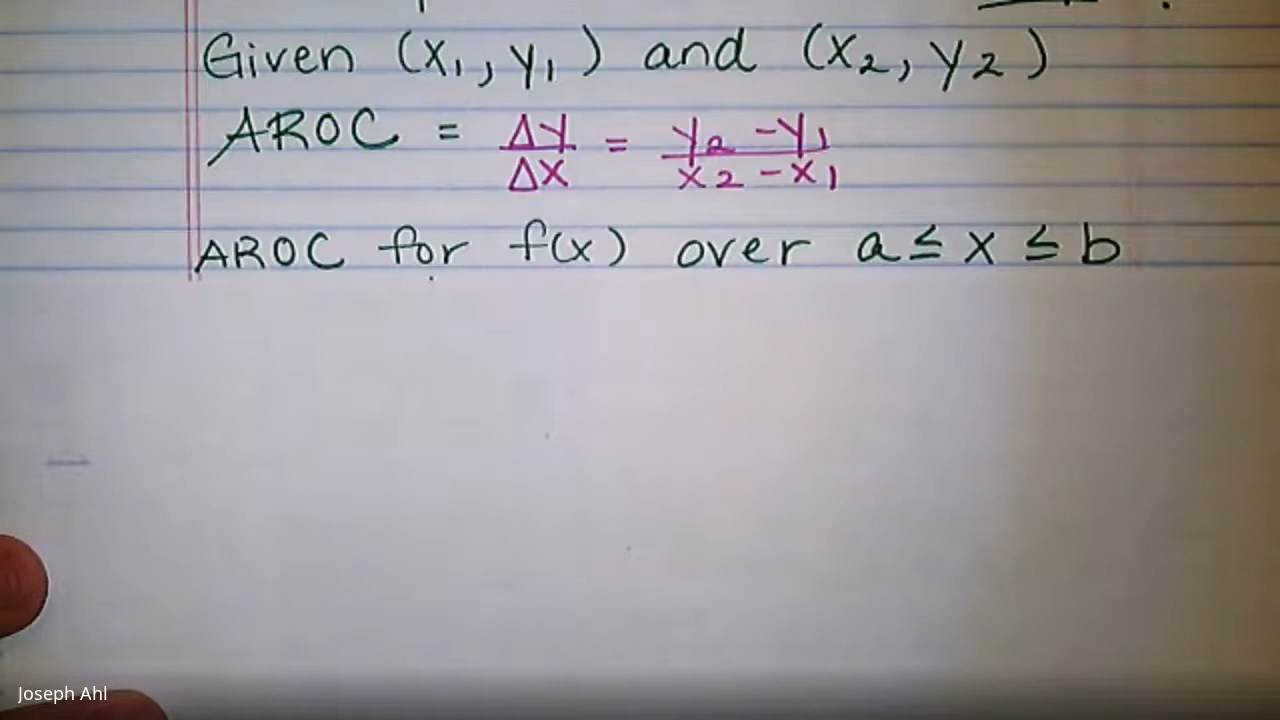 Given (x₁, y₁) and (x₂, y₂)
AROC = Δy/Δx = y₂ - y₁/x₂ - x₁
AROC for f(x) over a ≤ x ≤ b
Joseph Ahl